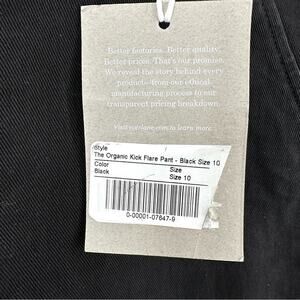 Better factories. Better quality.
Better prices. That's our promise.
We reveal the story behind every
product—from our ethical
manufacturing process to our
transparent pricing breakdown.
Visit everlane.com to learn more.
Style
The Organic Kick Flare Pant - Black Size 10
Color Size
Black Size 10
0-00001-07647-9